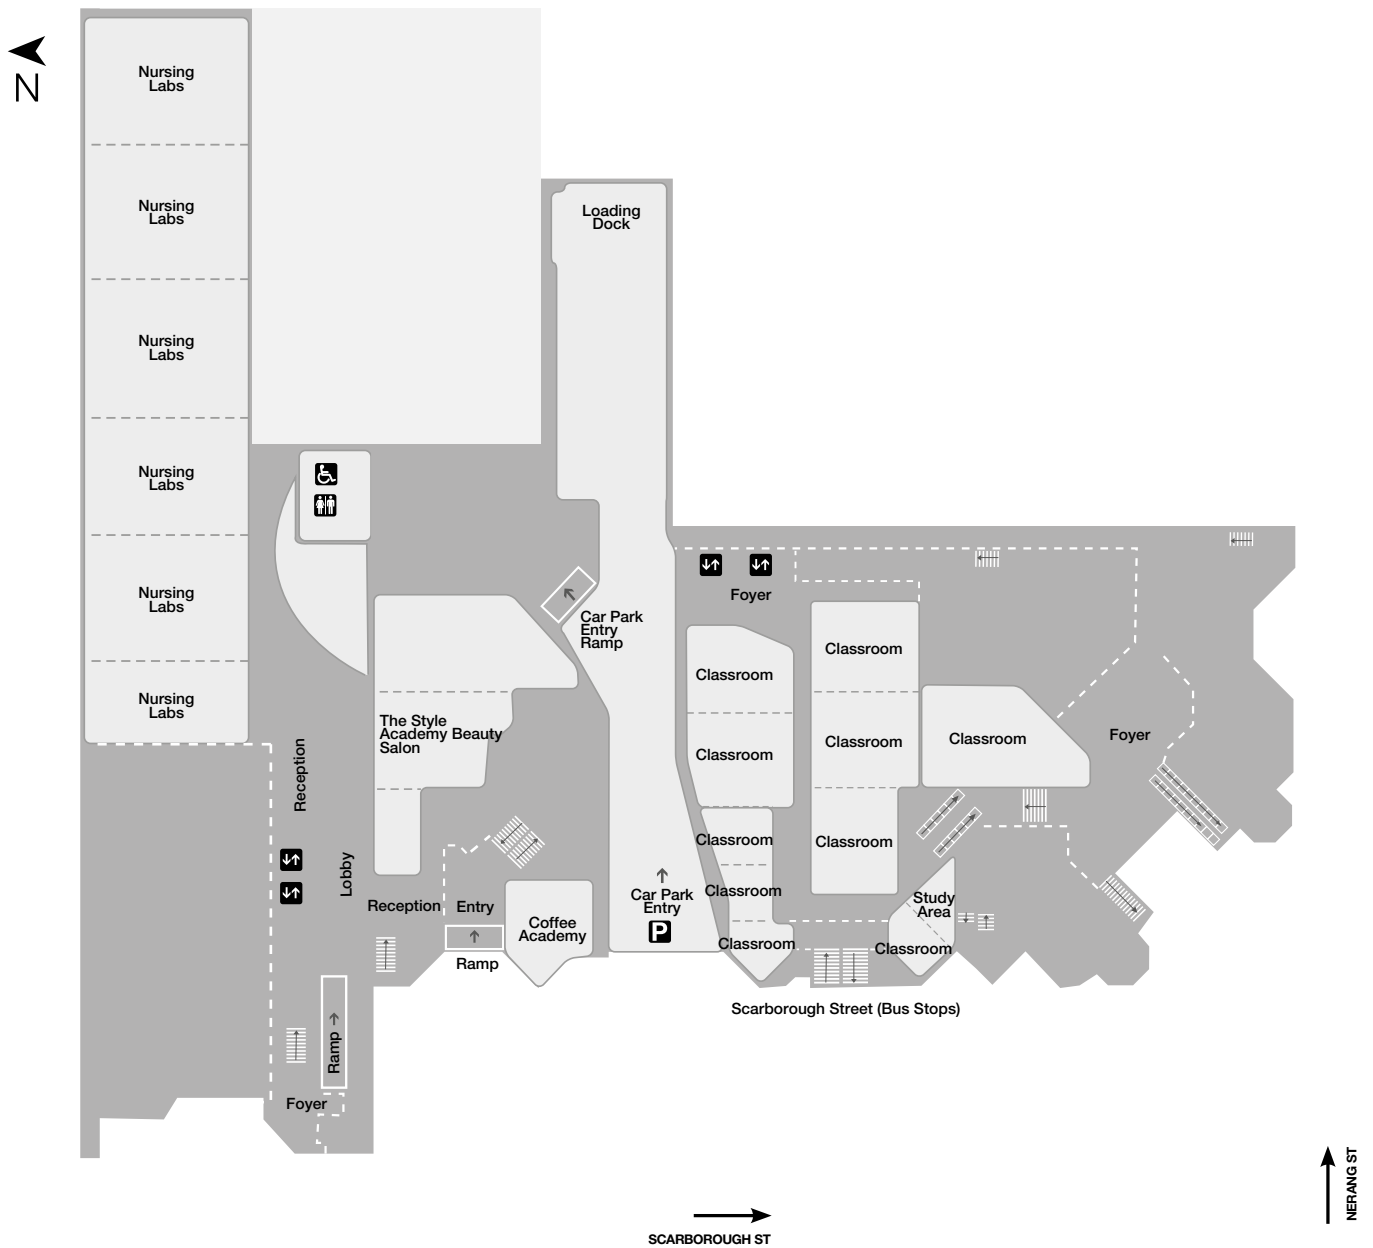 N
Nursing
Labs
Nursing
Labs
Nursing
Labs
Nursing
Labs
Nursing
Labs
Nursing
Labs
Loading
Dock
Car Park
Entry
Ramp
Foyer
Classroom
Classroom
Classroom
Classroom
Classroom
Classroom
Classroom
Classroom
Classroom
Foyer
The Style
Academy Beauty
Salon
Reception
Lobby
Reception
Entry
Ramp
Coffee
Academy
Car Park
Entry
P
Study
Area
Classroom
Ramp
Foyer
Scarborough Street (Bus Stops)
SCARBOROUGH ST
NERANG ST